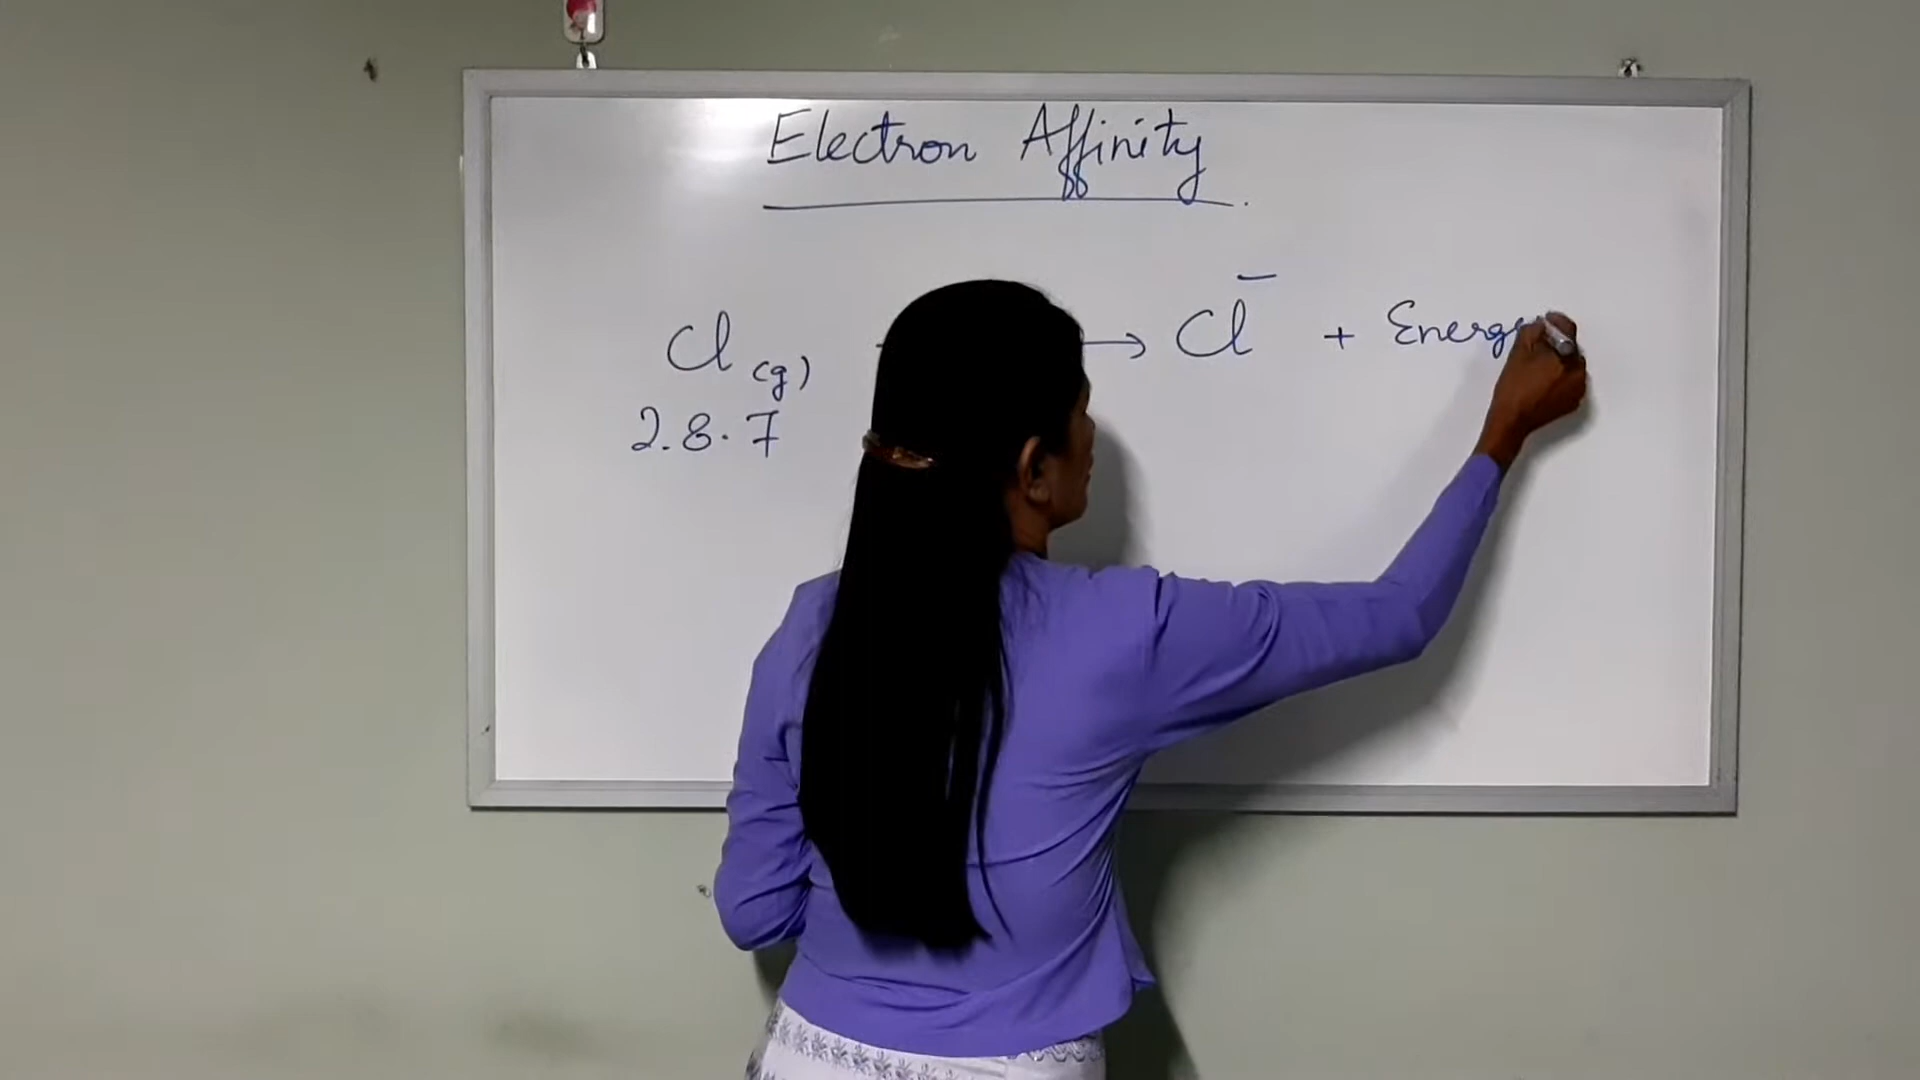 Electron Affinity
Cl (g) → Cl⁻ + Energy
2.8.7